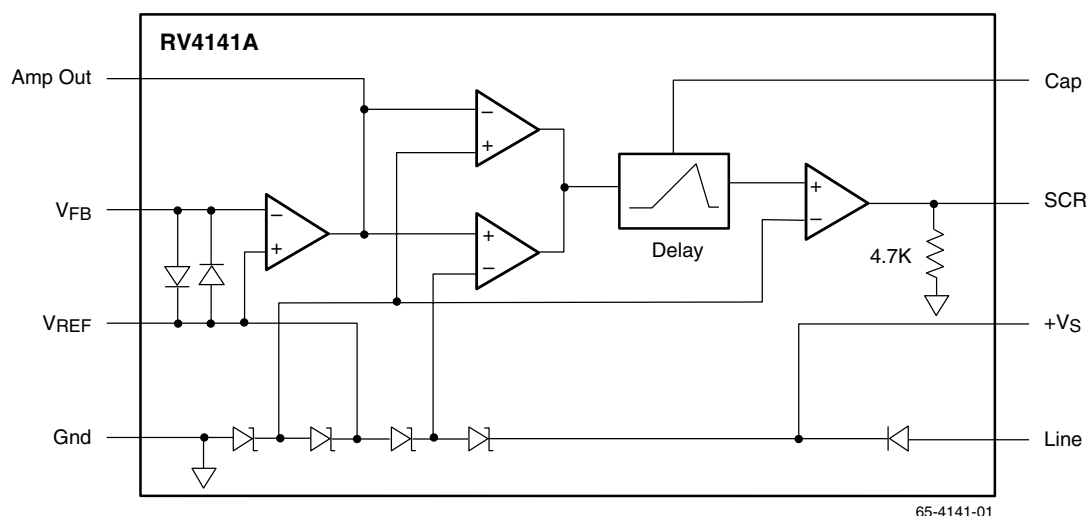 RV4141A
Amp Out
Cap
VFB
−
+
−
+
+
−
Delay
+
−
SCR
4.7K
VREF
+VS
Gnd
Line
65-4141-01